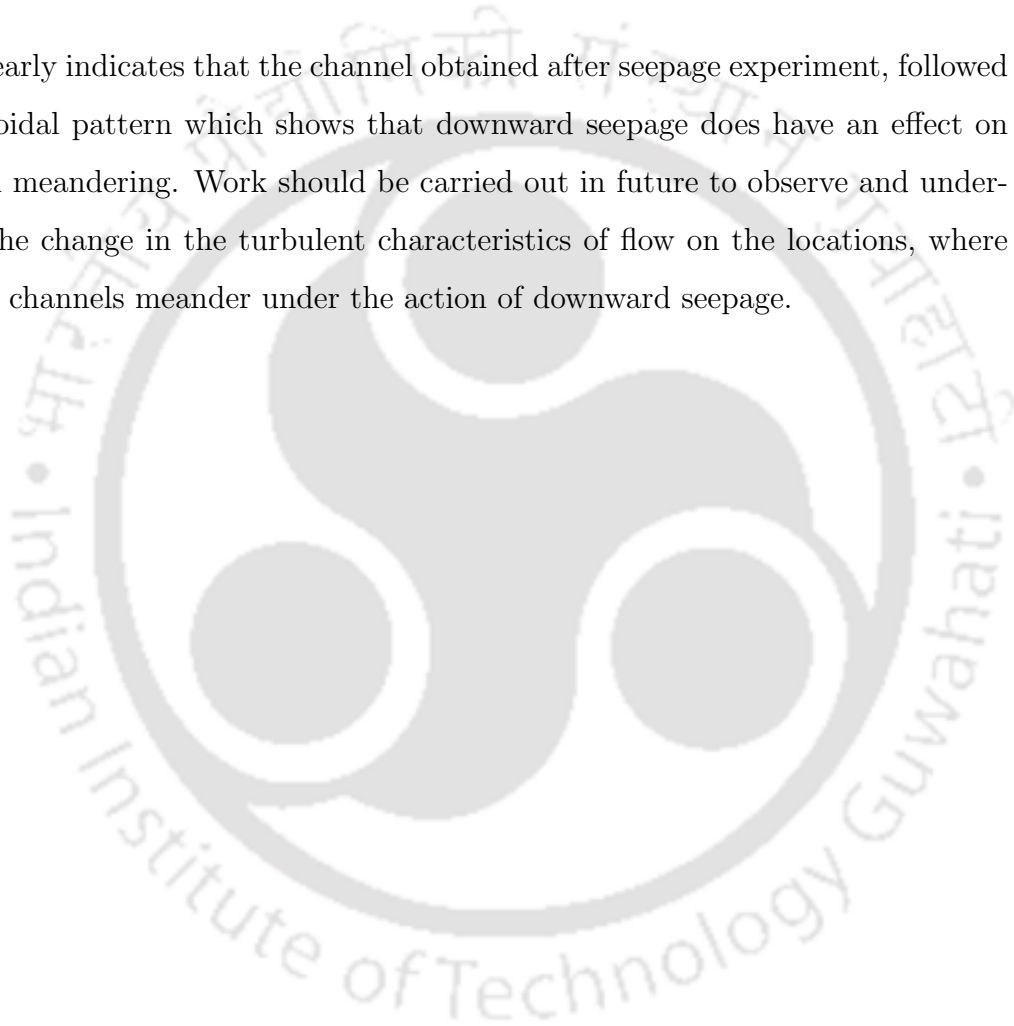 early indicates that the channel obtained after seepage experiment, followed
oidal pattern which shows that downward seepage does have an effect on
meandering. Work should be carried out in future to observe and under-
he change in the turbulent characteristics of flow on the locations, where
channels meander under the action of downward seepage.
Indian Institute of Technology Guwahati